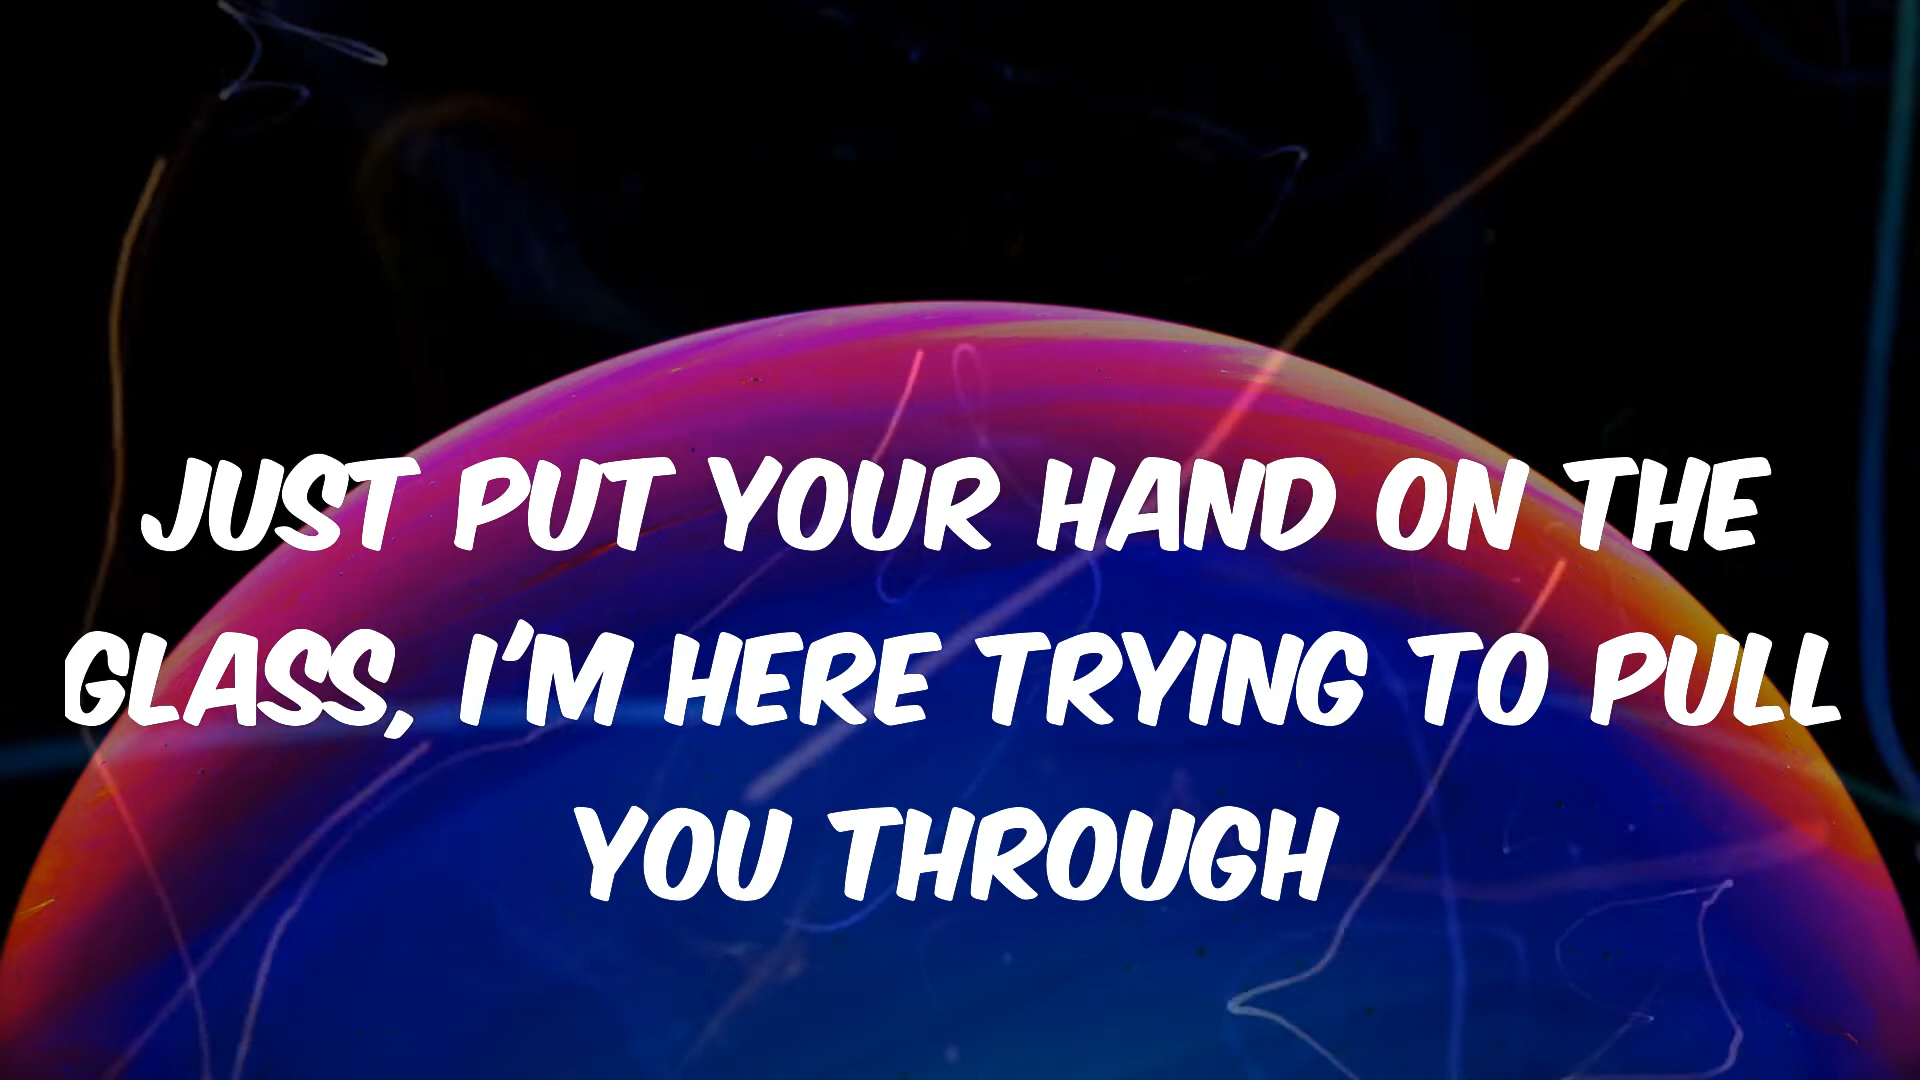 JUST PUT YOUR HAND ON THE
GLASS, I'M HERE TRYING TO PULL
YOU THROUGH